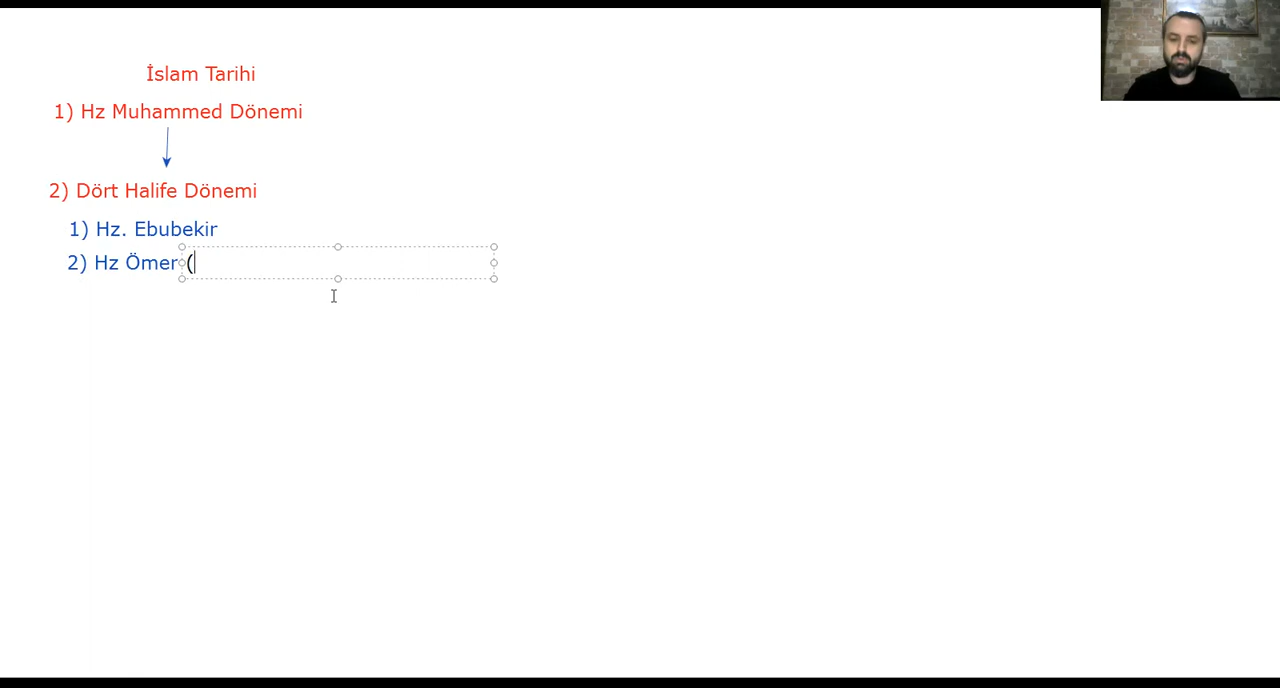 İslam Tarihi
1) Hz Muhammed Dönemi
2) Dört Halife Dönemi
1) Hz. Ebubekir
2) Hz Ömer (